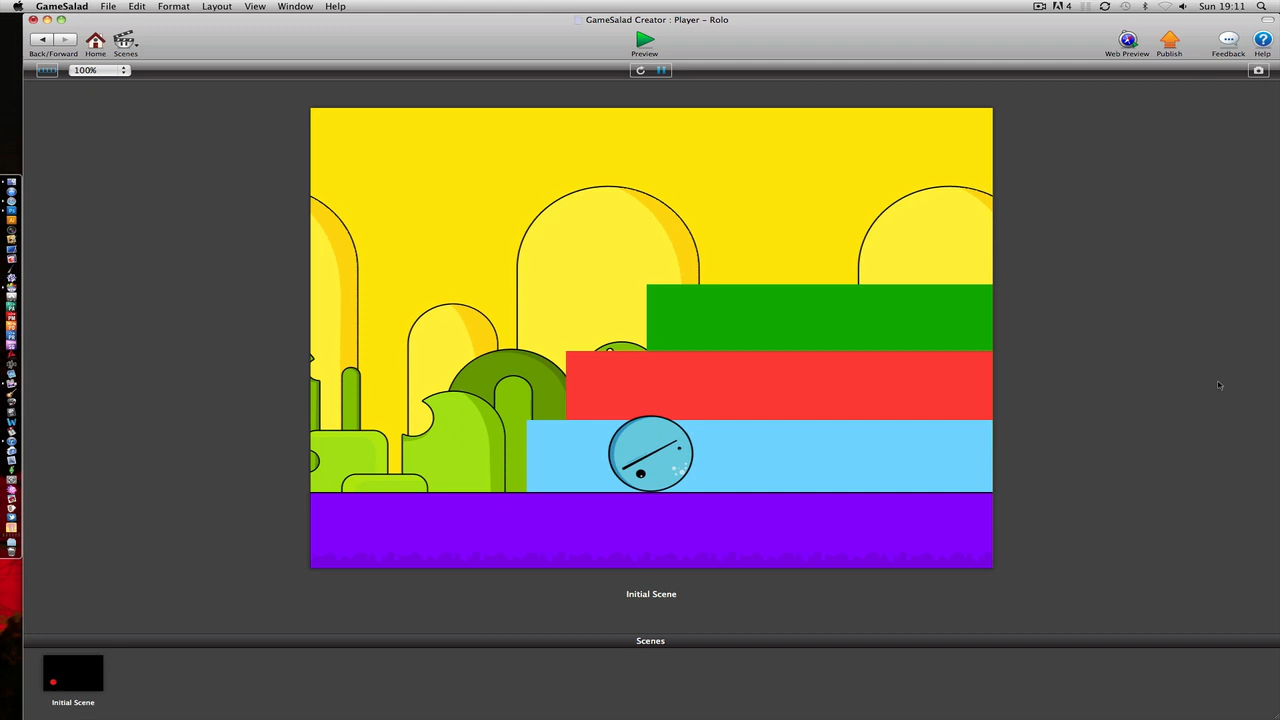 GameSalad File Edit Format Layout View Window Help 4 Sun 19:11
GameSalad Creator : Player - Rolo
Back/Forward Home Scenes Preview Web Preview Publish Feedback Help
100%
Initial Scene
Scenes
Initial Scene